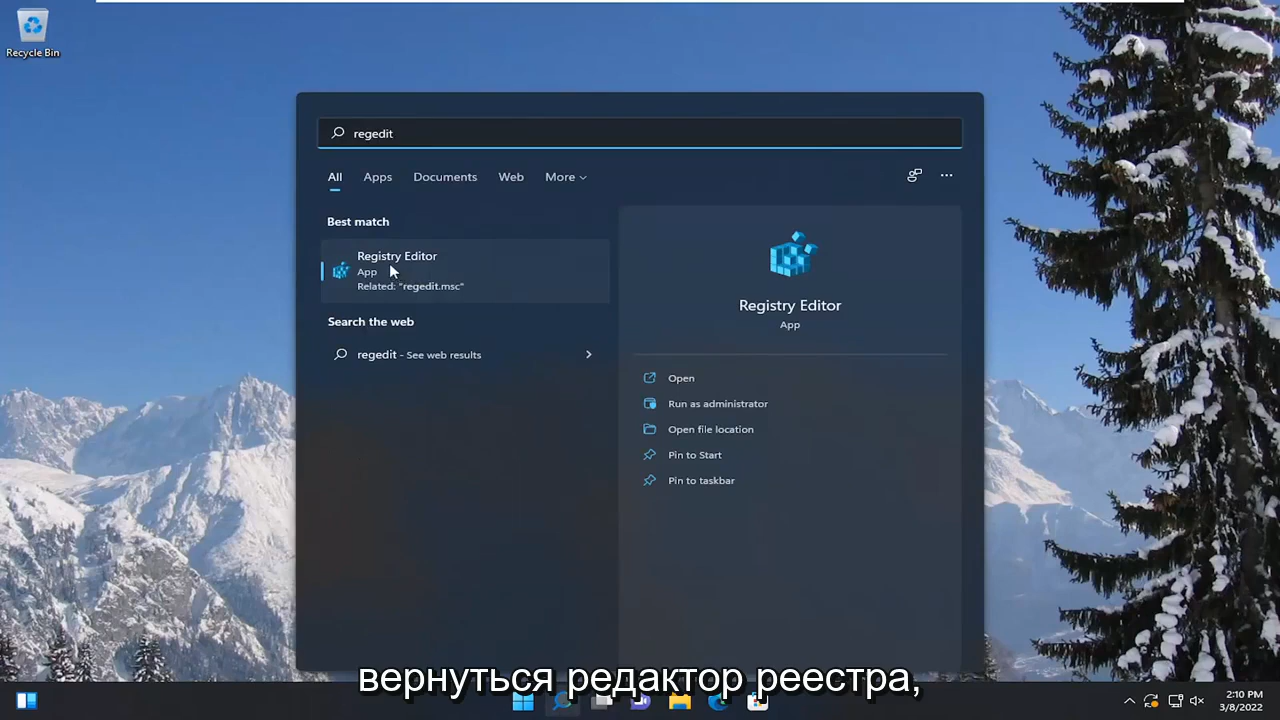 Recycle Bin
regedit
All
Apps
Documents
Web
More
Best match
Registry Editor
App
Related: "regedit.msc"
Search the web
regedit - See web results
Registry Editor
App
Open
Run as administrator
Open file location
Pin to Start
Pin to taskbar
вернуться редактор реестра,
2:10 PM
3/8/2022